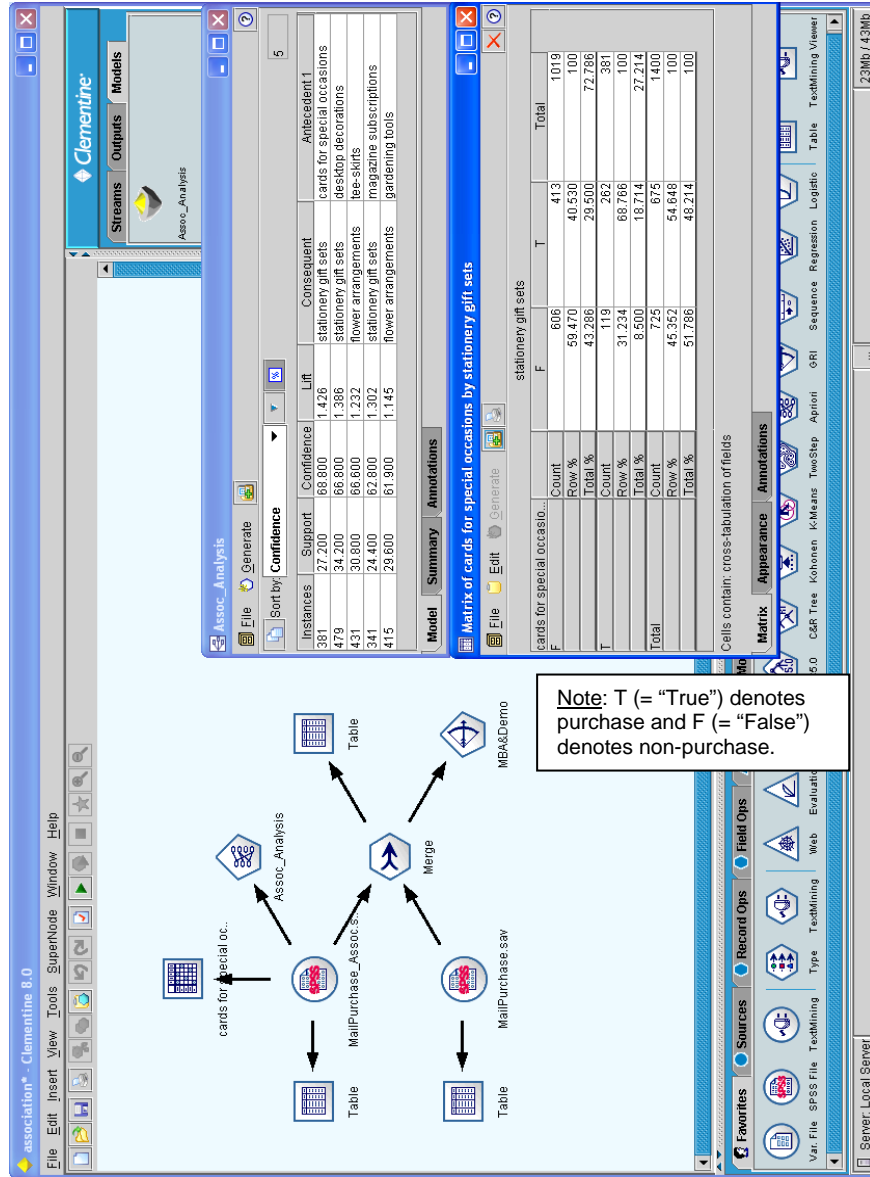 association* - Clementine 8.0
File Edit Insert View Tools SuperNode Window Help
cards for special oc..
Table
MailPurchase_Assoc.s..
Assoc_Analysis
Table
Merge
Table
MailPurchase.sav
MBA&Demo
Clementine
Streams Outputs Models
Assoc_Analysis
Assoc_Analysis
File Generate
Sort by: Confidence
%
5
Instances Support Confidence Lift Consequent Antecedent 1
381 27.200 68.800 1.426 stationery gift sets cards for special occasions
479 34.200 66.800 1.386 stationery gift sets desktop decorations
431 30.800 66.600 1.232 flower arrangements tee-skirts
341 24.400 62.800 1.302 stationery gift sets magazine subscriptions
415 29.600 61.900 1.145 flower arrangements gardening tools
Model Summary Annotations
Matrix of cards for special occasions by stationery gift sets
File Edit Generate
stationery gift sets
cards for special occasio... F T Total
F Count 606 413 1019
Row % 59.470 40.530 100
Total % 43.286 29.500 72.786
T Count 119 262 381
Row % 31.234 68.766 100
Total % 8.500 18.714 27.214
Total Count 725 675 1400
Row % 45.352 54.648 100
Total % 51.786 48.214 100
Cells contain: cross-tabulation of fields
Matrix Appearance Annotations
Note: T (= “True”) denotes
purchase and F (= “False”)
denotes non-purchase.
Favorites Sources Record Ops Field Ops Mo
Var. File SPSS File TextMining Type TextMining Web Evaluatio 5.0 C&R Tree Kohonen K-Means TwoStep Apriori GRI Sequence Regression Logistic Table TextMining Viewer
SPSS
SPSS
SPSS
5.0
Server: Local Server
...
23Mb / 43Mb